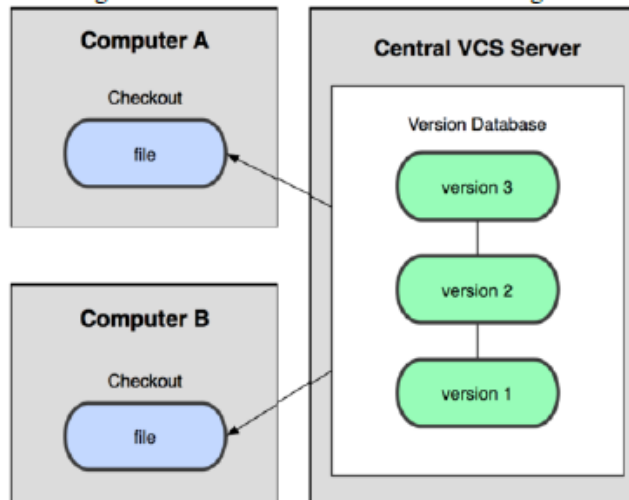 Computer A
Checkout
file
Computer B
Checkout
file
Central VCS Server
Version Database
version 3
version 2
version 1